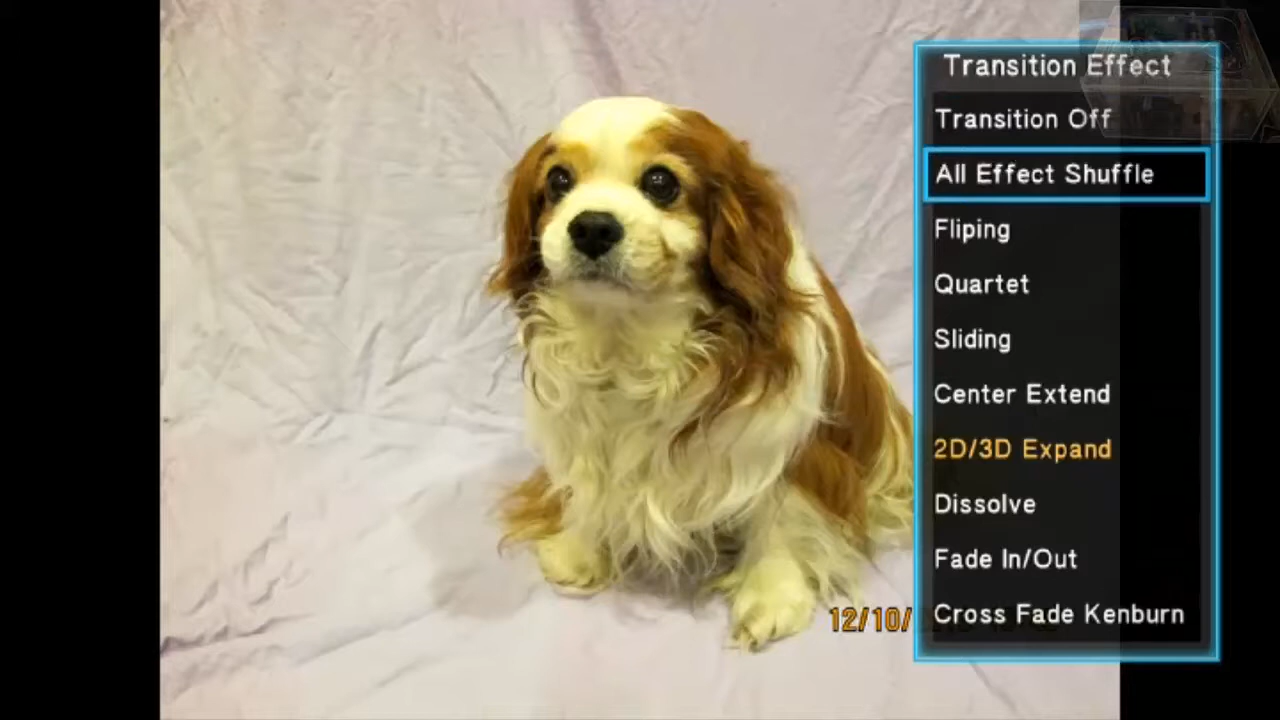 Transition Effect
Transition Off
All Effect Shuffle
Fliping
Quartet
Sliding
Center Extend
2D/3D Expand
Dissolve
Fade In/Out
12/10/
Cross Fade Kenburn